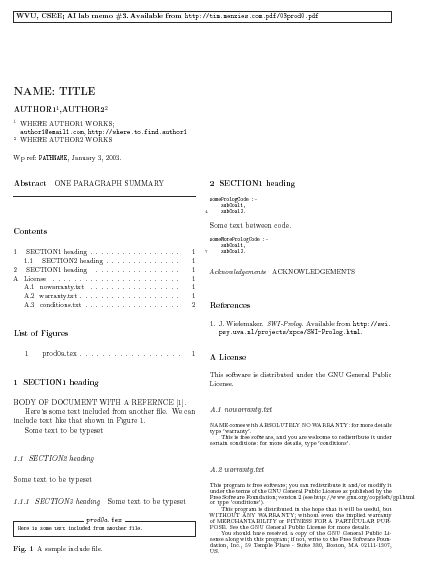 WVU, CSEE; AI lab memo #3. Available from http://tim.menzies.com.pdf/03prod0.pdf
NAME: TITLE
AUTHOR1¹,AUTHOR2²
¹ WHERE AUTHOR1 WORKS;
author1@email1.com, http://where.to.find.author1
² WHERE AUTHOR2 WORKS
Wp ref: PATHNAME, January 3, 2003.
Abstract ONE PARAGRAPH SUMMARY
Contents
1 SECTION1 heading . . . . . . . . . . . . . . . . . . 1
1.1 SECTION2 heading . . . . . . . . . . . . . . 1
2 SECTION1 heading . . . . . . . . . . . . . . . . . . 1
A License . . . . . . . . . . . . . . . . . . . . . . . . . 1
A.1 nowarranty.txt . . . . . . . . . . . . . . . . . 1
A.2 warranty.txt . . . . . . . . . . . . . . . . . . . 1
A.3 conditions.txt . . . . . . . . . . . . . . . . . . 2
List of Figures
1 prod0a.tex . . . . . . . . . . . . . . . . . . . . 1
1 SECTION1 heading
BODY OF DOCUMENT WITH A REFERNCE [1].
Here is some text included from another file. We can
include text like that shown in Figure 1.
Some text to be typeset
1.1 SECTION2 heading
Some text to be typeset
1.1.1 SECTION3 heading Some text to be typeset
prod0a.tex
Here is some text included from another file.
Fig. 1 A sample include file.
2 SECTION1 heading
somePrologCode :-
subGoal1,
4 subGoal2.
Some text between code.
someMorePrologCode :-
subGoal1,
7 subGoal2.
Acknowledgements ACKNOWLEDGEMENTS
References
1. J. Wielemaker. SWI-Prolog. Available from http://swi.
psy.uva.nl/projects/xpce/SWI-Prolog.html.
A License
This software is distributed under the GNU General Public
License.
A.1 nowarranty.txt
NAME comes with ABSOLUTELY NO WARRANTY: for more details
type 'warranty'.
This is free software, and you are welcome to redistribute it under
certain conditions: for more details, type 'conditions'.
A.2 warranty.txt
This program is free software; you can redistribute it and/or modify it
under the terms of the GNU General Public License as published by the
Free Software Foundation; version 2 (see http://www.gnu.org/copyleft/gpl.html
or type 'conditions').
This program is distributed in the hope that it will be useful, but
WITHOUT ANY WARRANTY; without even the implied warranty
of MERCHANTABILITY or FITNESS FOR A PARTICULAR PUR-
POSE. See the GNU General Public License for more details.
You should have received a copy of the GNU General Public Li-
cense along with this program; if not, write to the Free Software Foun-
dation, Inc., 59 Temple Place - Suite 330, Boston, MA 02111-1307,
US.